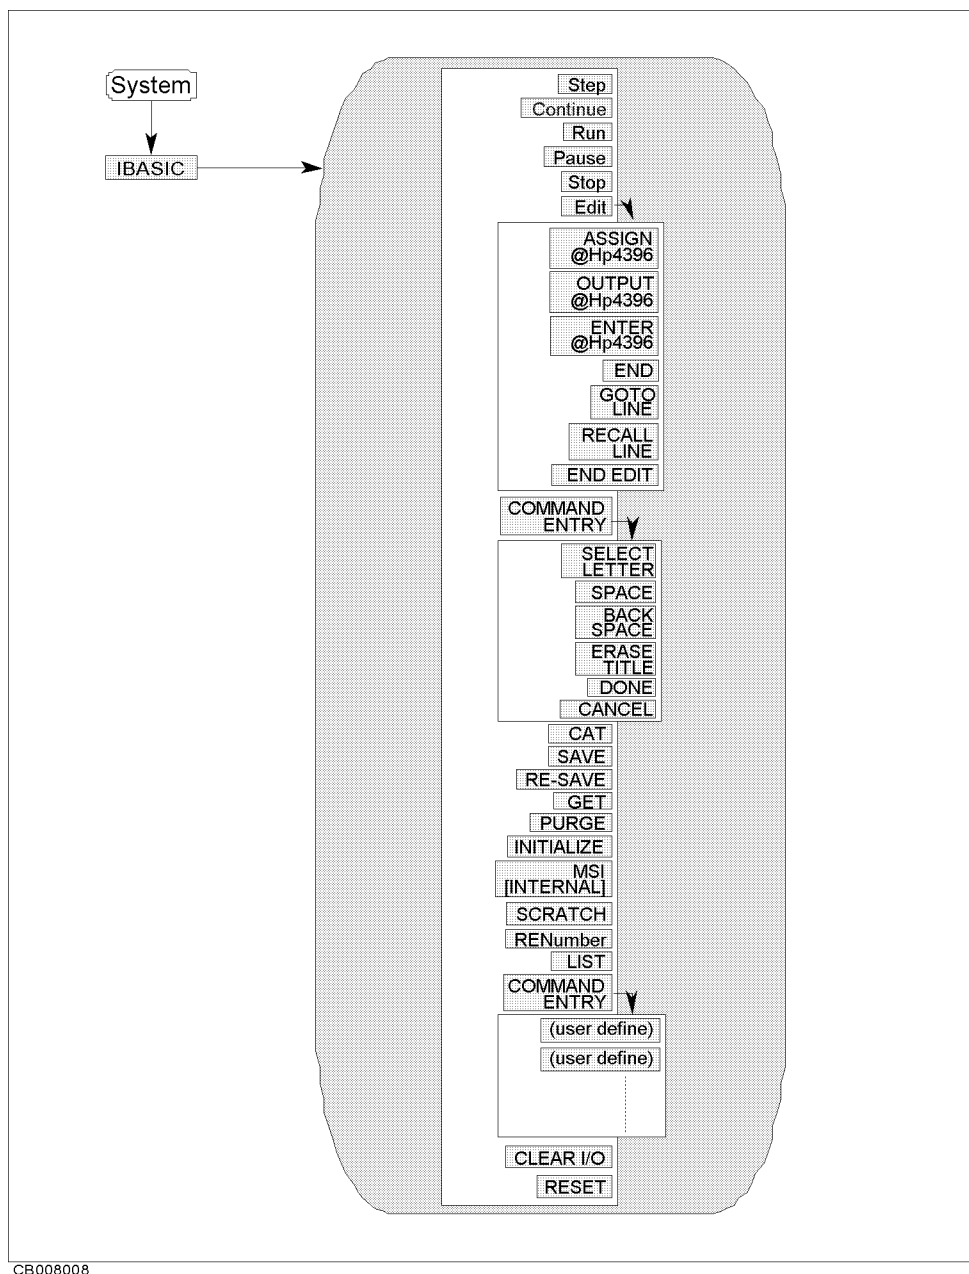 System
IBASIC
Step
Continue
Run
Pause
Stop
Edit
ASSIGN
@Hp4396
OUTPUT
@Hp4396
ENTER
@Hp4396
END
GOTO
LINE
RECALL
LINE
END EDIT
COMMAND
ENTRY
SELECT
LETTER
SPACE
BACK
SPACE
ERASE
TITLE
DONE
CANCEL
CAT
SAVE
RE-SAVE
GET
PURGE
INITIALIZE
MSI
[INTERNAL]
SCRATCH
RENumber
LIST
COMMAND
ENTRY
(user define)
(user define)
CLEAR I/O
RESET
CB008008